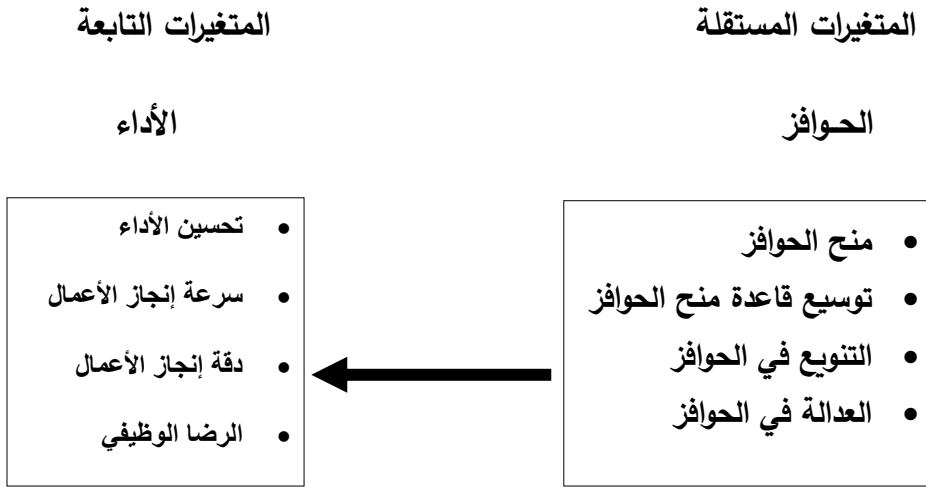 المتغيرات المستقلة
المتغيرات التابعة
الحـوافز
الأداء
• منح الحوافز
• توسيع قاعدة منح الحوافز
• التنويع في الحوافز
• العدالة في الحوافز
• تحسين الأداء
• سرعة إنجاز الأعمال
• دقة إنجاز الأعمال
• الرضا الوظيفي